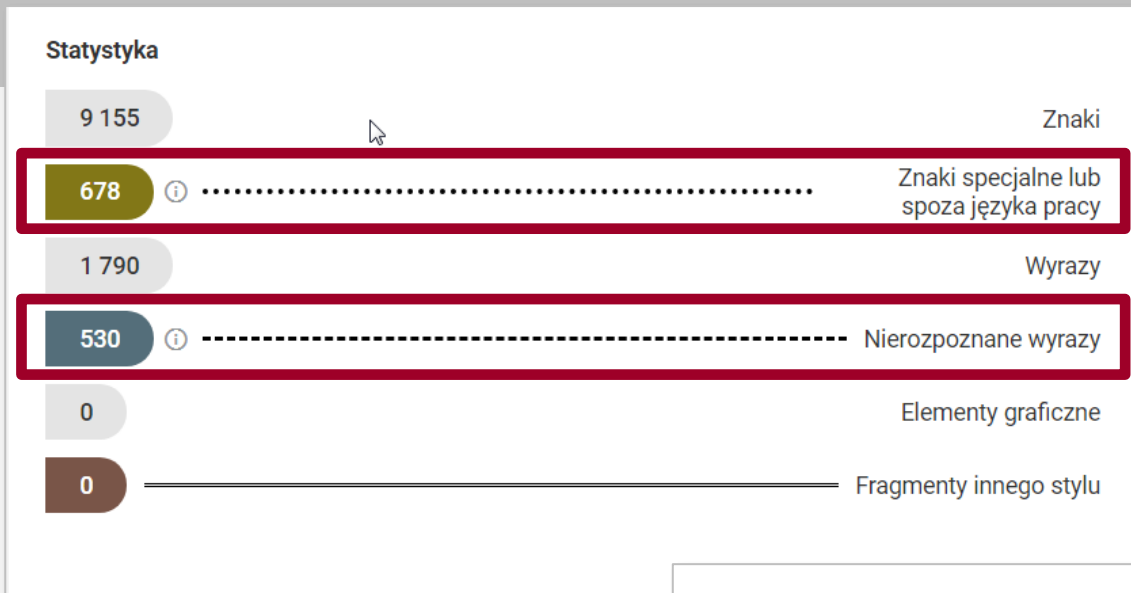 Statystyka
9 155 Znaki
678 Znaki specjalne lub
spoza języka pracy
1 790 Wyrazy
530 Nierozpoznane wyrazy
0 Elementy graficzne
0 Fragmenty innego stylu